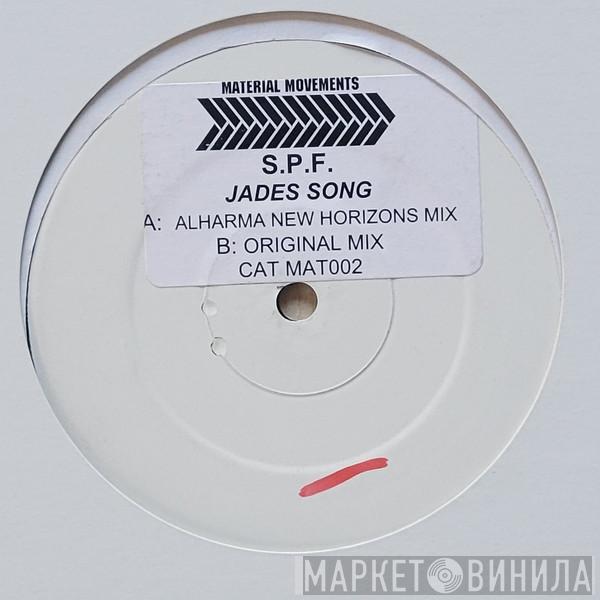 MATERIAL MOVEMENTS
S.P.F.
JADES SONG
A: ALHARMA NEW HORIZONS MIX
B: ORIGINAL MIX
CAT MAT002
МАРКЕТ ВИНИЛА